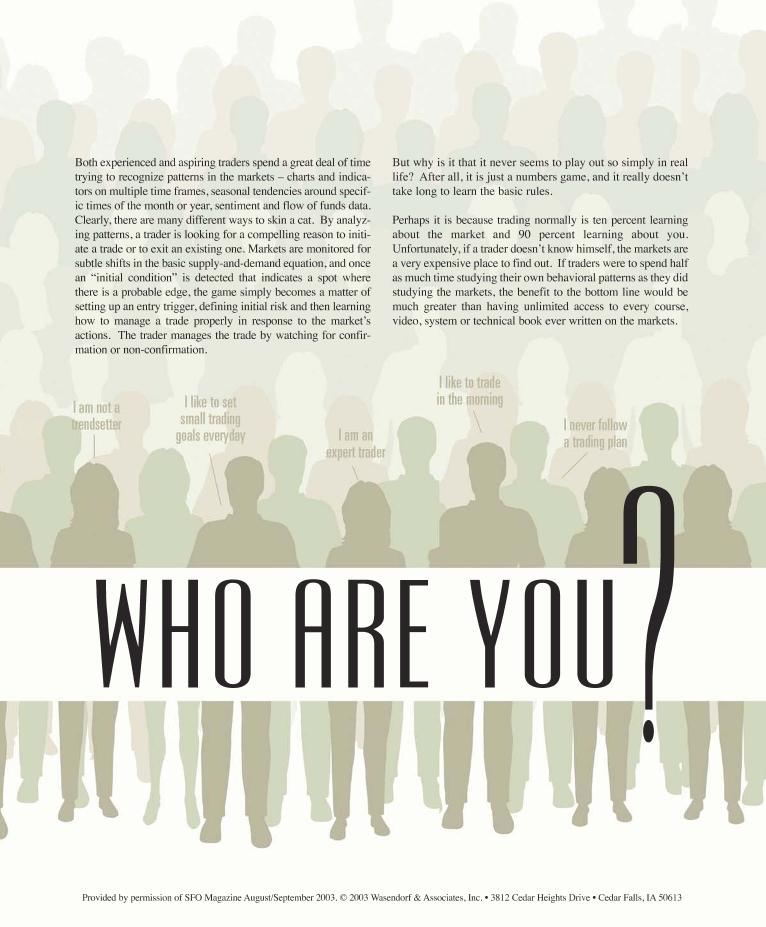 Both experienced and aspiring traders spend a great deal of time
trying to recognize patterns in the markets – charts and indica-
tors on multiple time frames, seasonal tendencies around specif-
ic times of the month or year, sentiment and flow of funds data.
Clearly, there are many different ways to skin a cat.  By analyz-
ing patterns, a trader is looking for a compelling reason to initi-
ate a trade or to exit an existing one. Markets are monitored for
subtle shifts in the basic supply-and-demand equation, and once
an “initial condition” is detected that indicates a spot where
there is a probable edge, the game simply becomes a matter of
setting up an entry trigger, defining initial risk and then learning
how to manage a trade properly in response to the market’s
actions.  The trader manages the trade by watching for confir-
mation or non-confirmation.
But why is it that it never seems to play out so simply in real
life?  After all, it is just a numbers game, and it really doesn’t
take long to learn the basic rules.
Perhaps it is because trading normally is ten percent learning
about the market and 90 percent learning about you.
Unfortunately, if a trader doesn’t know himself, the markets are
a very expensive place to find out.  If traders were to spend half
as much time studying their own behavioral patterns as they did
studying the markets, the benefit to the bottom line would be
much greater than having unlimited access to every course,
video, system or technical book ever written on the markets.
I am not a
trendsetter
I like to set
small trading
goals everyday
I am an
expert trader
I like to trade
in the morning
I never follow
a trading plan
WHO ARE YOU?
Provided by permission of SFO Magazine August/September 2003. © 2003 Wasendorf & Associates, Inc. • 3812 Cedar Heights Drive • Cedar Falls, IA 50613